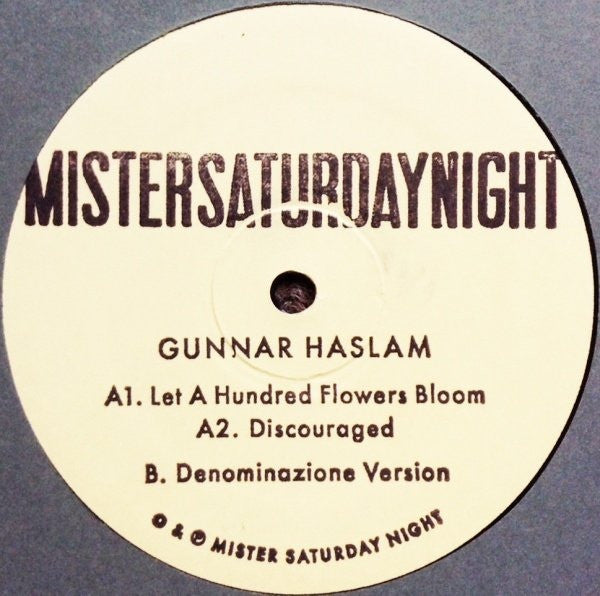 MISTERSATURDAYNIGHT
GUNNAR HASLAM
A1. Let A Hundred Flowers Bloom
A2. Discouraged
B. Denominazione Version
© & ℗ MISTER SATURDAY NIGHT